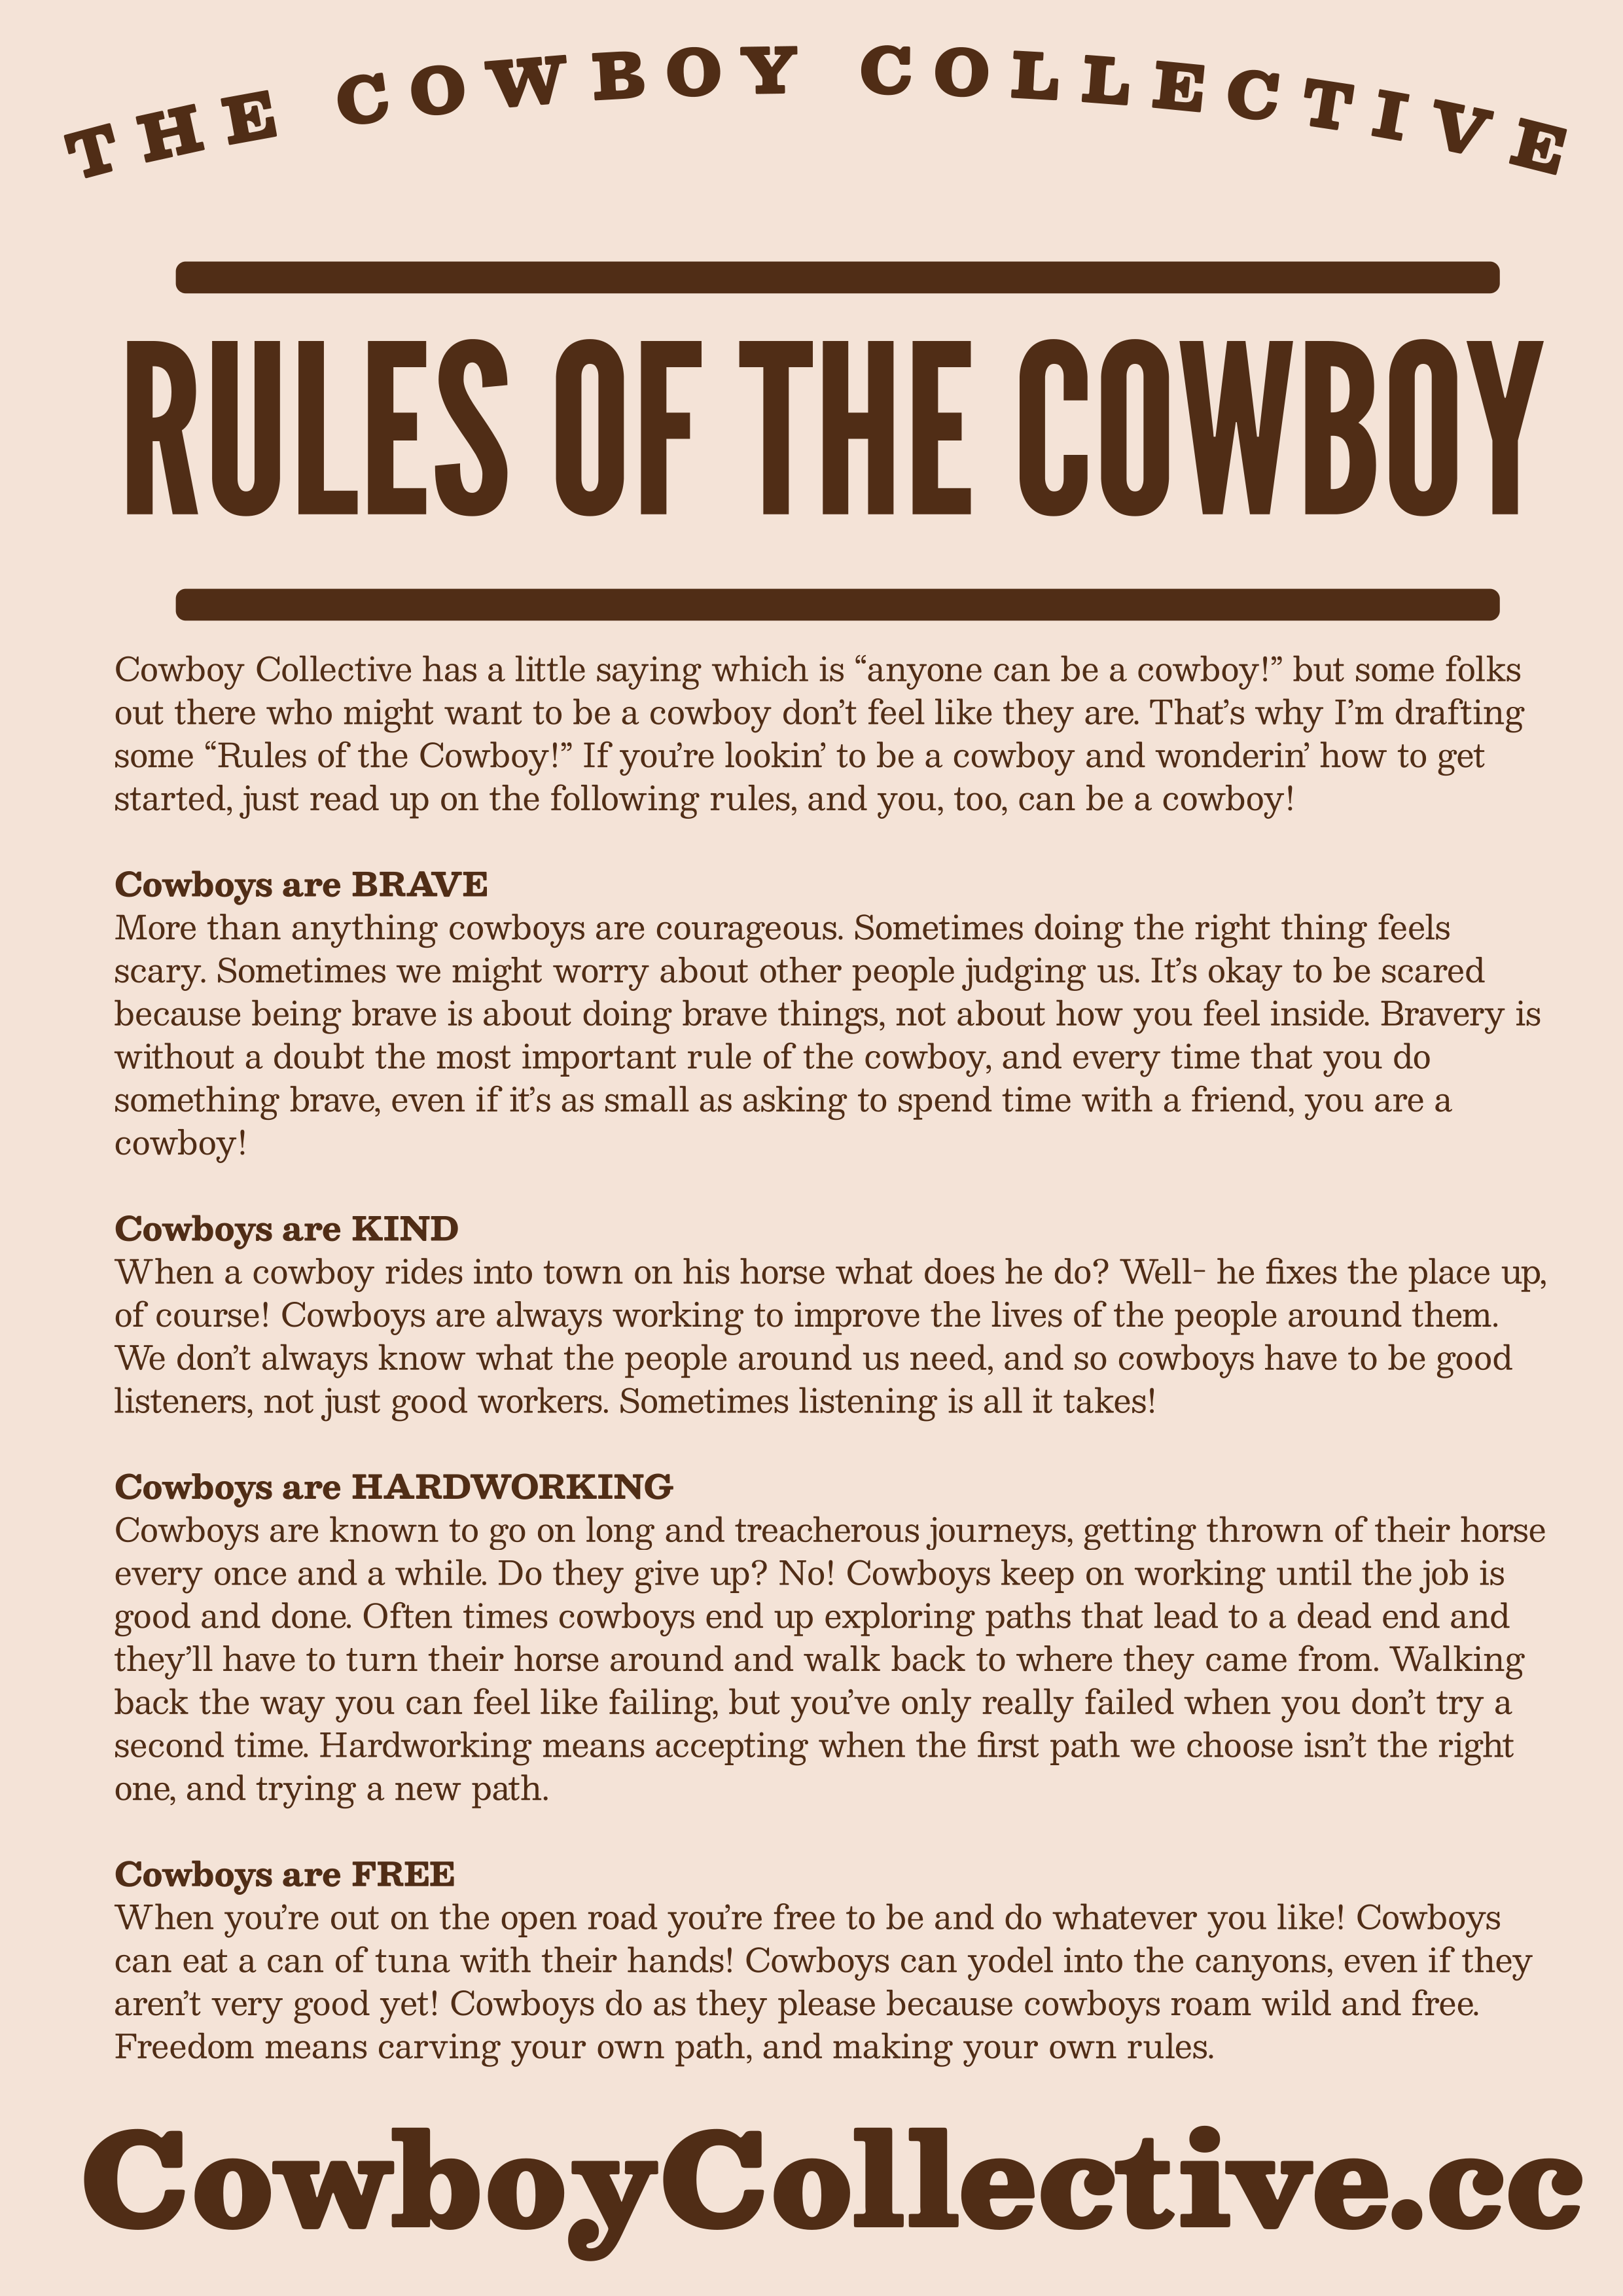 THE COWBOY COLLECTIVE
RULES OF THE COWBOY
Cowboy Collective has a little saying which is “anyone can be a cowboy!” but some folks
out there who might want to be a cowboy don’t feel like they are. That’s why I’m drafting
some “Rules of the Cowboy!” If you’re lookin’ to be a cowboy and wonderin’ how to get
started, just read up on the following rules, and you, too, can be a cowboy!
Cowboys are BRAVE
More than anything cowboys are courageous. Sometimes doing the right thing feels
scary. Sometimes we might worry about other people judging us. It’s okay to be scared
because being brave is about doing brave things, not about how you feel inside. Bravery is
without a doubt the most important rule of the cowboy, and every time that you do
something brave, even if it’s as small as asking to spend time with a friend, you are a
cowboy!
Cowboys are KIND
When a cowboy rides into town on his horse what does he do? Well- he fixes the place up,
of course! Cowboys are always working to improve the lives of the people around them.
We don’t always know what the people around us need, and so cowboys have to be good
listeners, not just good workers. Sometimes listening is all it takes!
Cowboys are HARDWORKING
Cowboys are known to go on long and treacherous journeys, getting thrown of their horse
every once and a while. Do they give up? No! Cowboys keep on working until the job is
good and done. Often times cowboys end up exploring paths that lead to a dead end and
they’ll have to turn their horse around and walk back to where they came from. Walking
back the way you can feel like failing, but you’ve only really failed when you don’t try a
second time. Hardworking means accepting when the first path we choose isn’t the right
one, and trying a new path.
Cowboys are FREE
When you’re out on the open road you’re free to be and do whatever you like! Cowboys
can eat a can of tuna with their hands! Cowboys can yodel into the canyons, even if they
aren’t very good yet! Cowboys do as they please because cowboys roam wild and free.
Freedom means carving your own path, and making your own rules.
CowboyCollective.cc